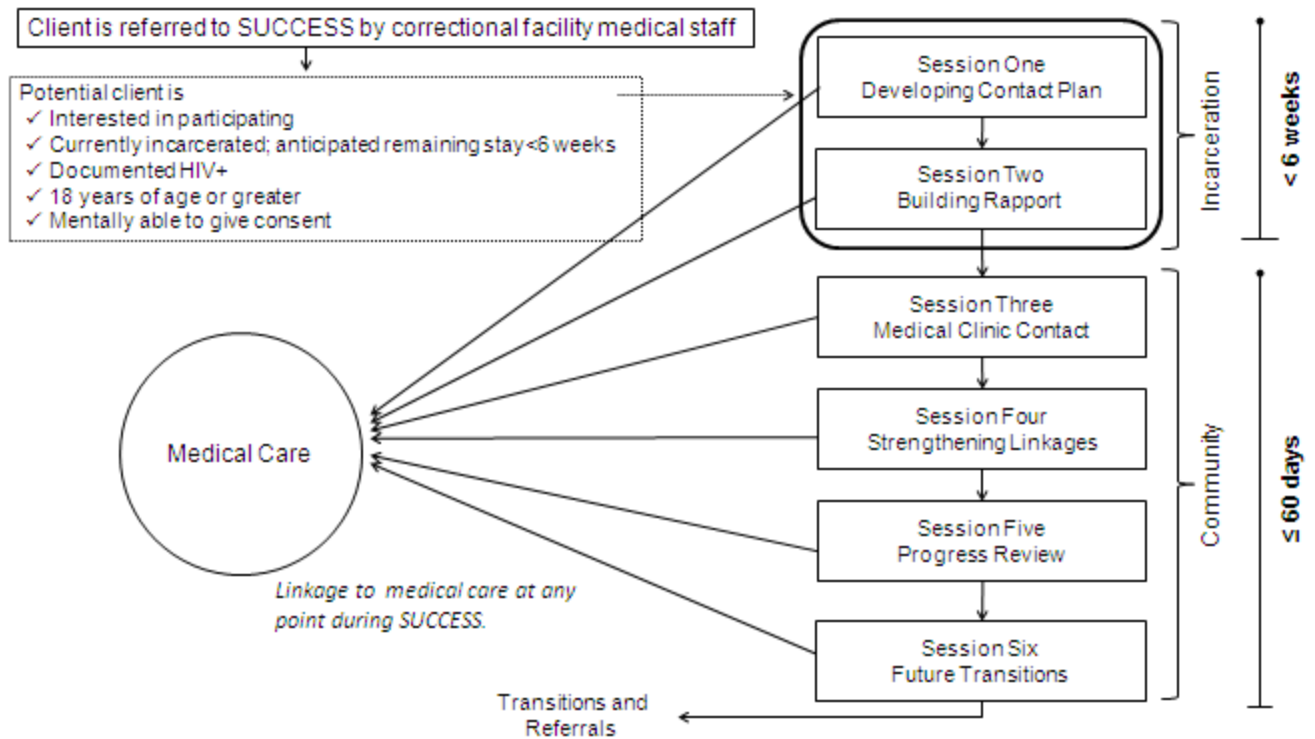 Client is referred to SUCCESS by correctional facility medical staff
Potential client is
✓ Interested in participating
✓ Currently incarcerated; anticipated remaining stay <6 weeks
✓ Documented HIV+
✓ 18 years of age or greater
✓ Mentally able to give consent
Session One
Developing Contact Plan
Session Two
Building Rapport
Incarceration
< 6 weeks
Session Three
Medical Clinic Contact
Session Four
Strengthening Linkages
Session Five
Progress Review
Session Six
Future Transitions
Community
≤ 60 days
Medical Care
Linkage to medical care at any
point during SUCCESS.
Transitions and
Referrals